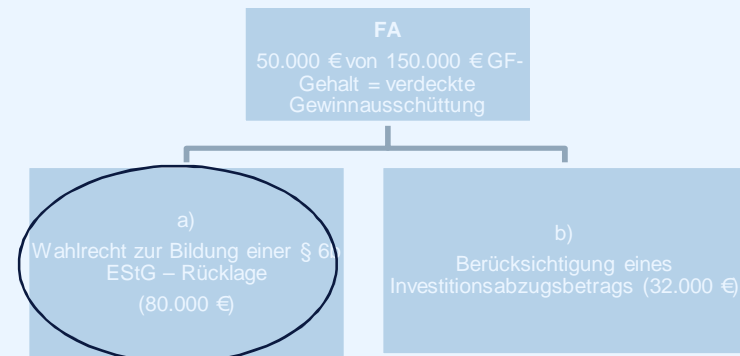 FA
50.000 € von 150.000 € GF-
Gehalt = verdeckte
Gewinnausschüttung
a)
Wahlrecht zur Bildung einer § 6b
EStG – Rücklage
(80.000 €)
b)
Berücksichtigung eines
Investitionsabzugsbetrags (32.000 €)